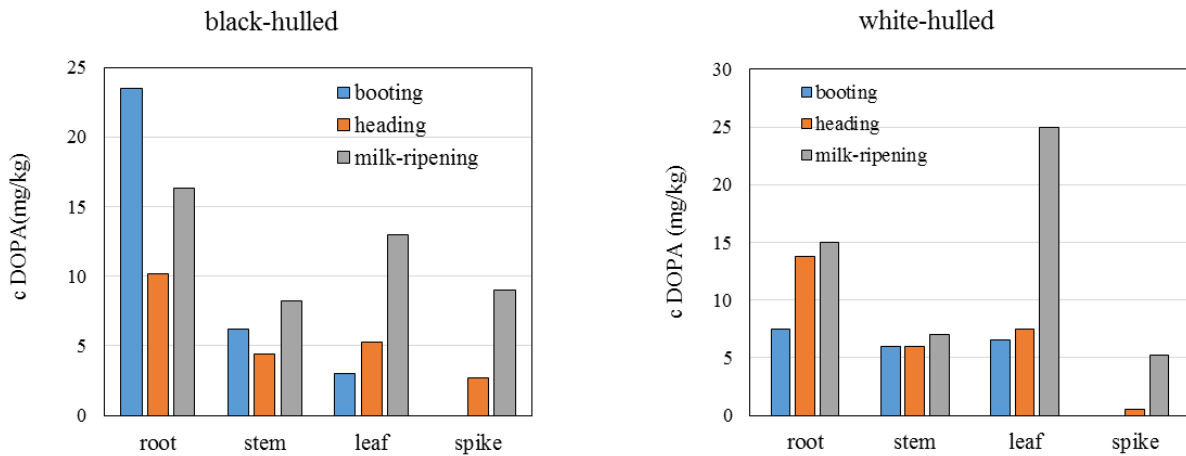 black-hulled
25
20
15
10
5
0
c DOPA(mg/kg)
booting
heading
milk-ripening
root stem leaf spike
white-hulled
30
25
20
15
10
5
0
c DOPA (mg/kg)
booting
heading
milk-ripening
root stem leaf spike